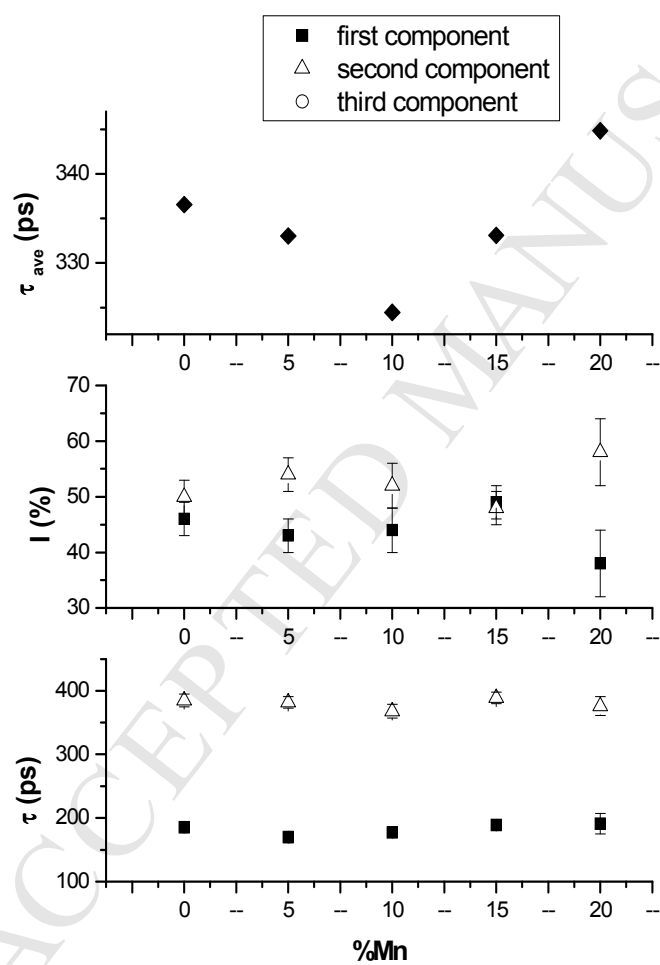 first component
second component
third component
τ ave (ps)
340
330
0 -- 5 -- 10 -- 15 -- 20 --
I (%)
70
60
50
40
30
0 -- 5 -- 10 -- 15 -- 20 --
τ (ps)
400
300
200
100
0 -- 5 -- 10 -- 15 -- 20 --
%Mn
ACCEPTED MANUS